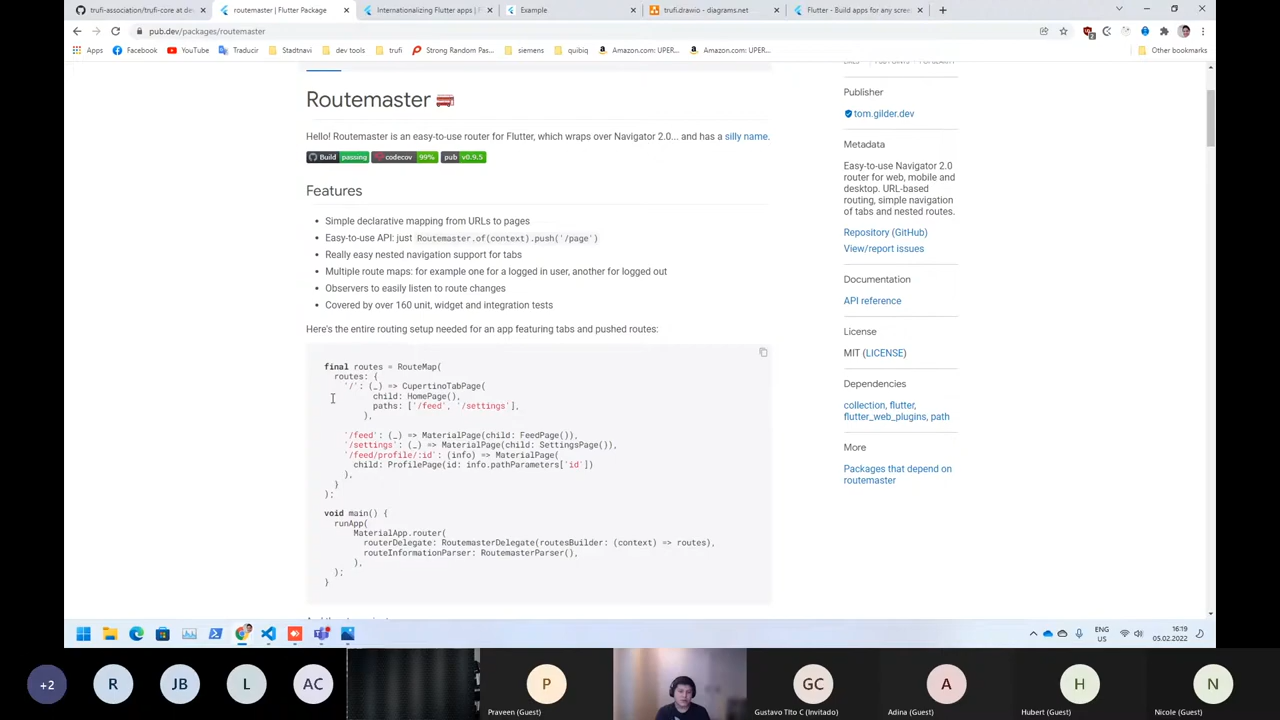 trufi-association/trufi-core at de
routemaster | Flutter Package
Internationalizing Flutter apps | F
Example
trufi.drawio - diagrams.net
Flutter - Build apps for any scree
pub.dev/packages/routemaster
Apps
Facebook
YouTube
Traducir
Stadtnavi
dev tools
trufi
Strong Random Pas...
siemens
quibiq
Amazon.com: UPER...
Amazon.com: UPER...
Other bookmarks
Routemaster
Hello! Routemaster is an easy-to-use router for Flutter, which wraps over Navigator 2.0... and has a silly name.
Build passing codecov 99% pub v0.9.5
Features
• Simple declarative mapping from URLs to pages
• Easy-to-use API: just Routemaster.of(context).push('/page')
• Really easy nested navigation support for tabs
• Multiple route maps: for example one for a logged in user, another for logged out
• Observers to easily listen to route changes
• Covered by over 160 unit, widget and integration tests
Here's the entire routing setup needed for an app featuring tabs and pushed routes:
final routes = RouteMap(
routes: {
'/': (_) => CupertinoTabPage(
child: HomePage(),
paths: ['/feed', '/settings'],
),
'/feed': (_) => MaterialPage(child: FeedPage()),
'/settings': (_) => MaterialPage(child: SettingsPage()),
'/feed/profile/:id': (info) => MaterialPage(
child: ProfilePage(id: info.pathParameters['id'])
),
}
);
void main() {
runApp(
MaterialApp.router(
routerDelegate: RoutemasterDelegate(routesBuilder: (context) => routes),
routeInformationParser: RoutemasterParser(),
),
);
}
Publisher
tom.gilder.dev
Metadata
Easy-to-use Navigator 2.0
router for web, mobile and
desktop. URL-based
routing, simple navigation
of tabs and nested routes.
Repository (GitHub)
View/report issues
Documentation
API reference
License
MIT (LICENSE)
Dependencies
collection, flutter,
flutter_web_plugins, path
More
Packages that depend on
routemaster
ENG
US
16:19
05.02.2022
+2
R
JB
L
AC
P
Praveen (Guest)
GC
Gustavo TIto C (Invitado)
A
Adina (Guest)
H
Hubert (Guest)
N
Nicole (Guest)